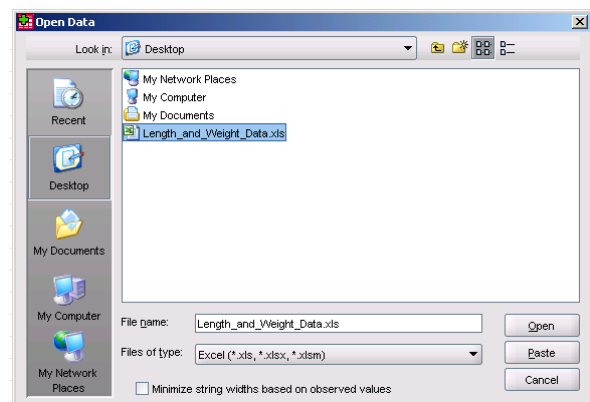 Open Data
Look in: Desktop
Recent
Desktop
My Documents
My Computer
My Network
Places
My Network Places
My Computer
My Documents
Length_and_Weight_Data.xls
File name: Length_and_Weight_Data.xls
Files of type: Excel (*.xls, *.xlsx, *.xlsm)
Minimize string widths based on observed values
Open
Paste
Cancel